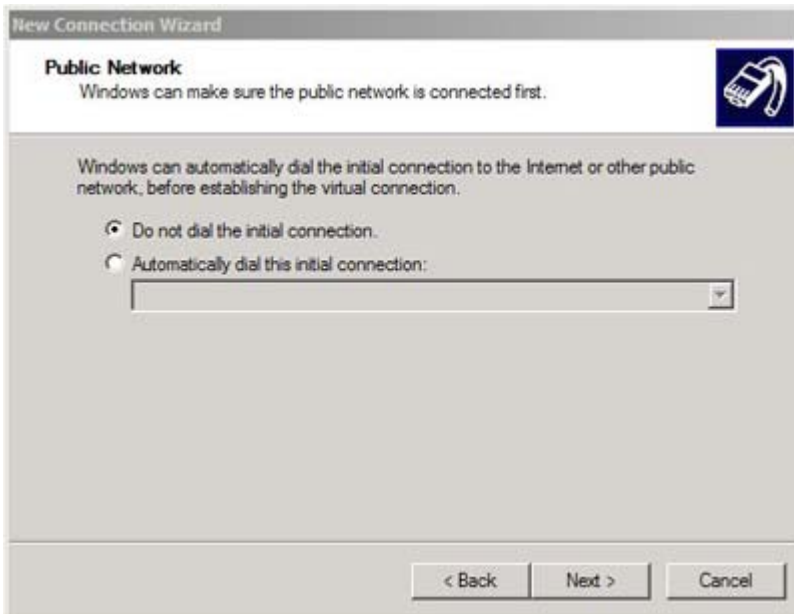 New Connection Wizard
Public Network
Windows can make sure the public network is connected first.
Windows can automatically dial the initial connection to the Internet or other public
network, before establishing the virtual connection.
Do not dial the initial connection.
Automatically dial this initial connection:
< Back
Next >
Cancel